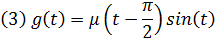 (3) g(t) = μ(t − π/2) sin(t)